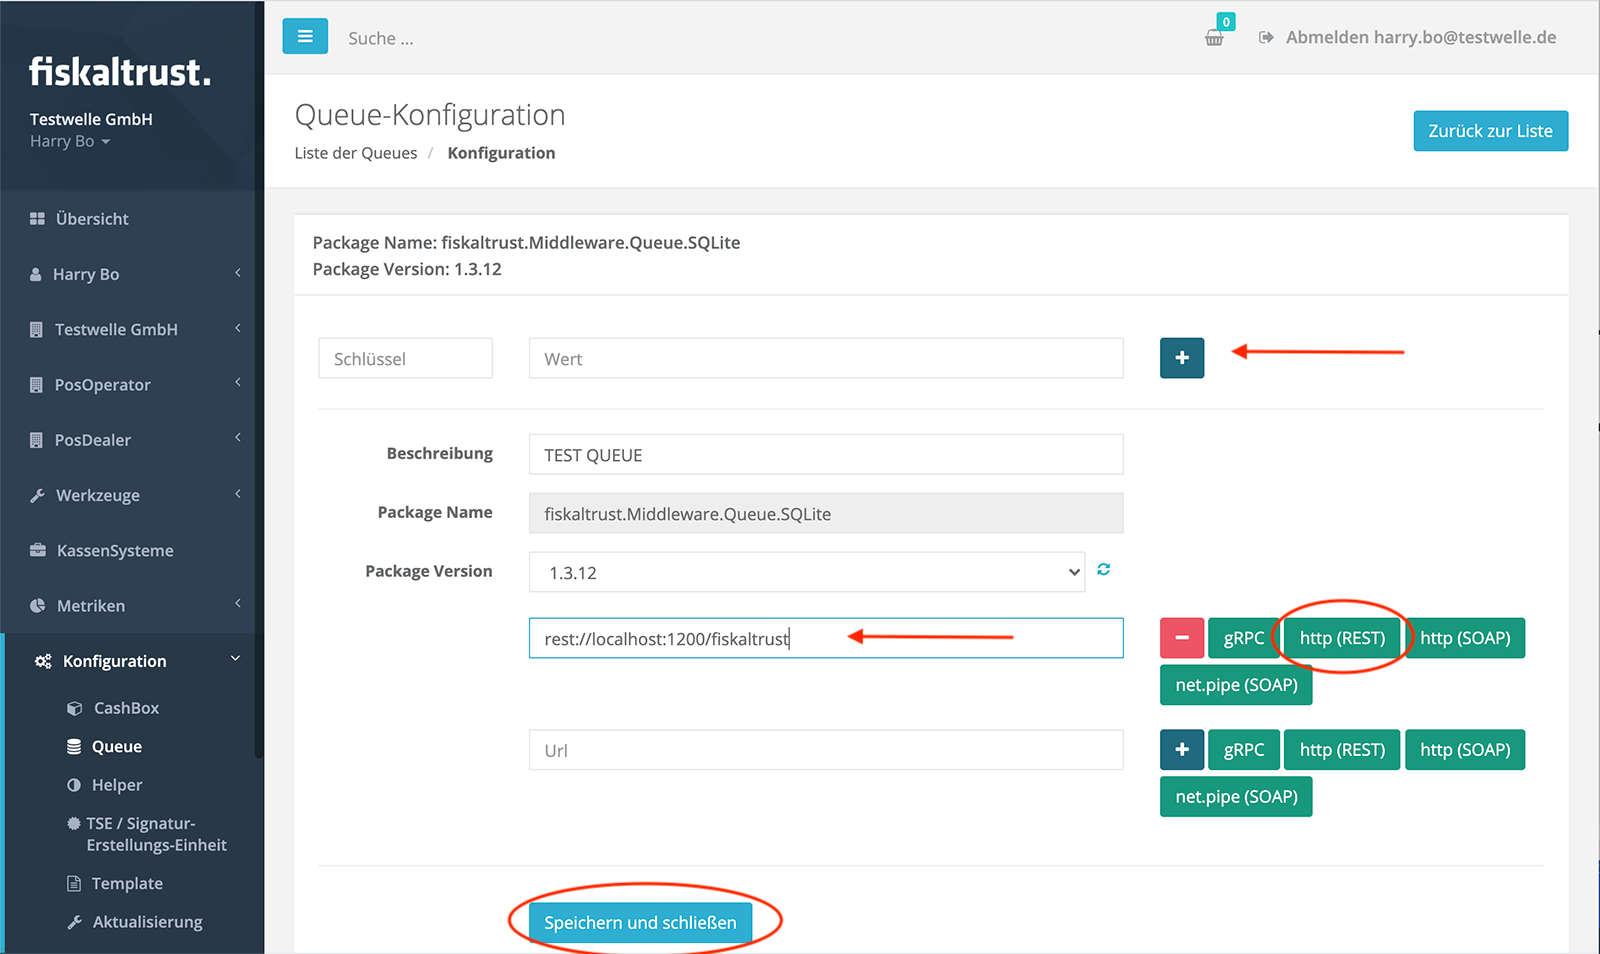 fiskaltrust.
Testwelle GmbH
Harry Bo
Übersicht
Harry Bo
Testwelle GmbH
PosOperator
PosDealer
Werkzeuge
KassenSysteme
Metriken
Konfiguration
CashBox
Queue
Helper
TSE / Signatur-
Erstellungs-Einheit
Template
Aktualisierung
Suche ...
0
Abmelden harry.bo@testwelle.de
Queue-Konfiguration
Liste der Queues / Konfiguration
Zurück zur Liste
Package Name: fiskaltrust.Middleware.Queue.SQLite
Package Version: 1.3.12
Schlüssel Wert +
Beschreibung TEST QUEUE
Package Name fiskaltrust.Middleware.Queue.SQLite
Package Version 1.3.12
rest://localhost:1200/fiskaltrust − gRPC http (REST) http (SOAP)
net.pipe (SOAP)
Url + gRPC http (REST) http (SOAP)
net.pipe (SOAP)
Speichern und schließen